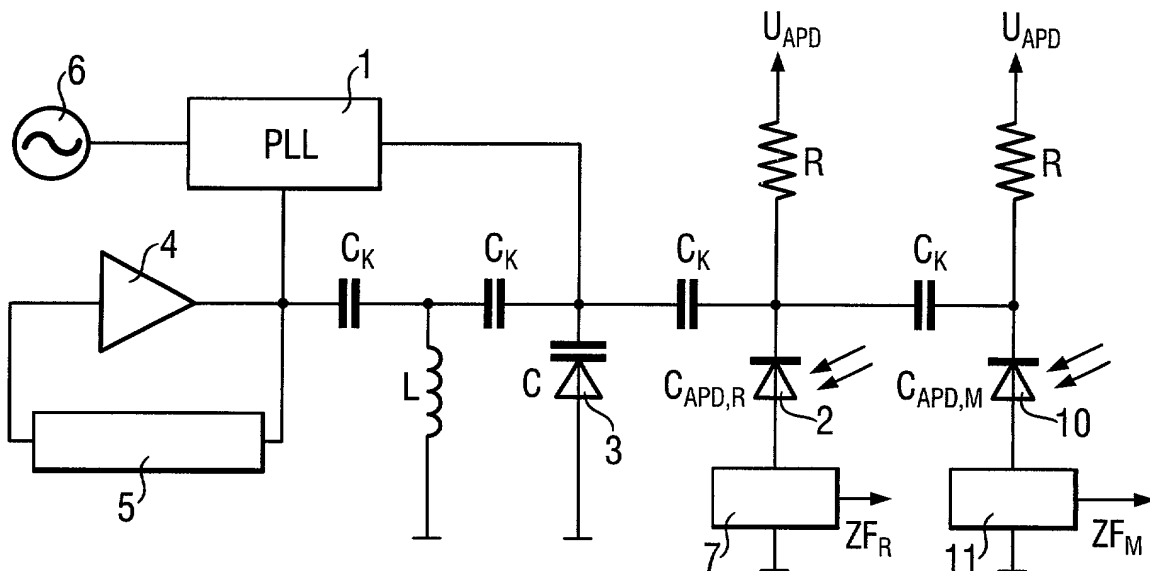 U_APD U_APD
6 1
PLL R R
4 C_K C_K C_K C_K
L C C_APD,R C_APD,M
3 2 10
5 7 ZF_R 11 ZF_M